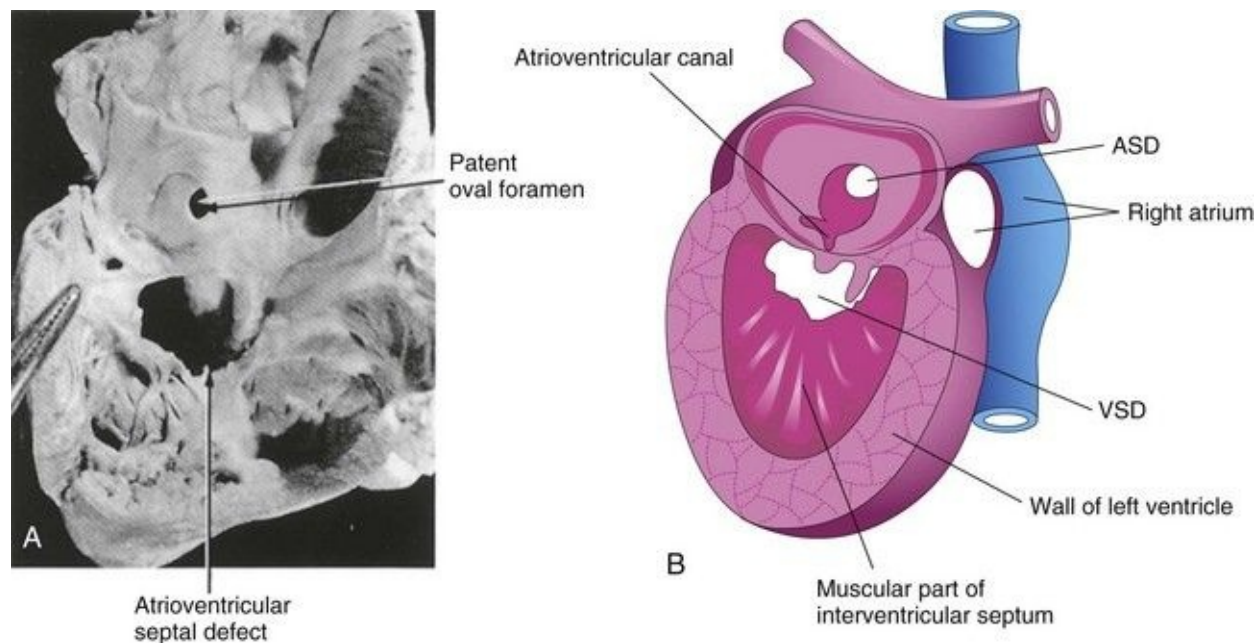 Patent
oval foramen
A
Atrioventricular
septal defect
Atrioventricular canal
ASD
Right atrium
VSD
Wall of left ventricle
B
Muscular part of
interventricular septum